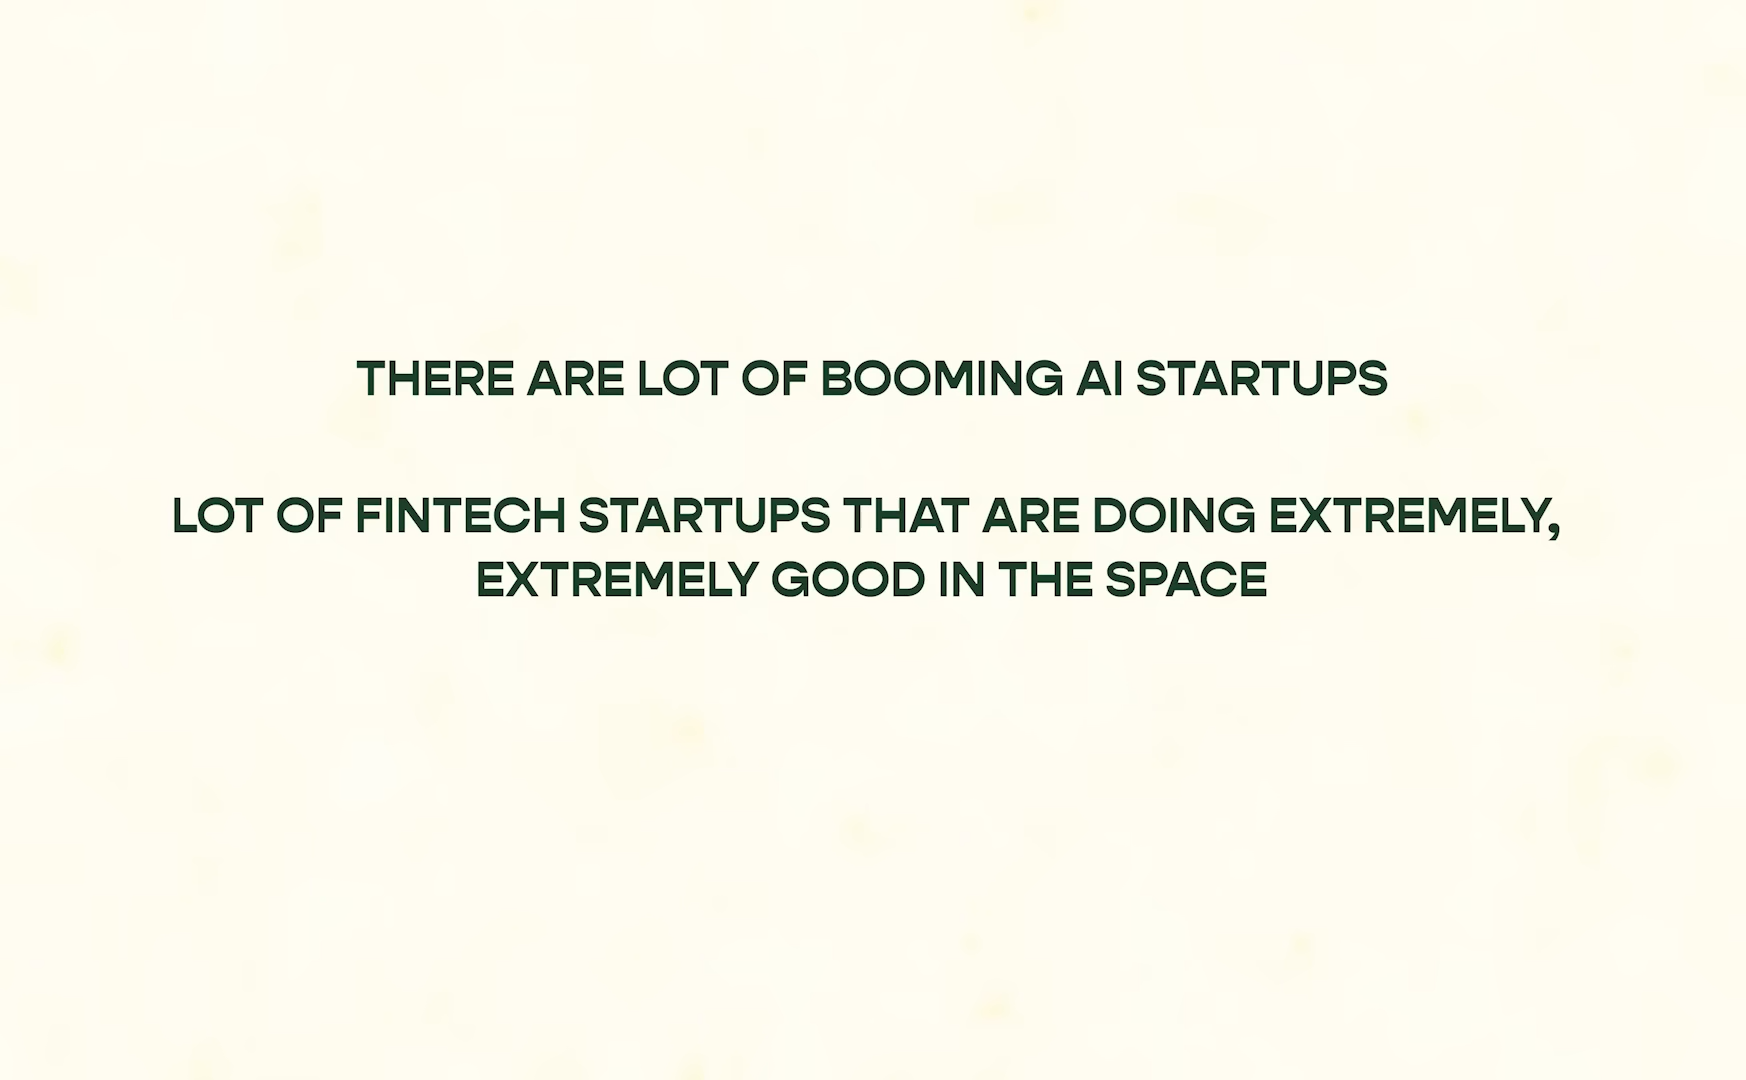 THERE ARE LOT OF BOOMING AI STARTUPS
LOT OF FINTECH STARTUPS THAT ARE DOING EXTREMELY,
EXTREMELY GOOD IN THE SPACE